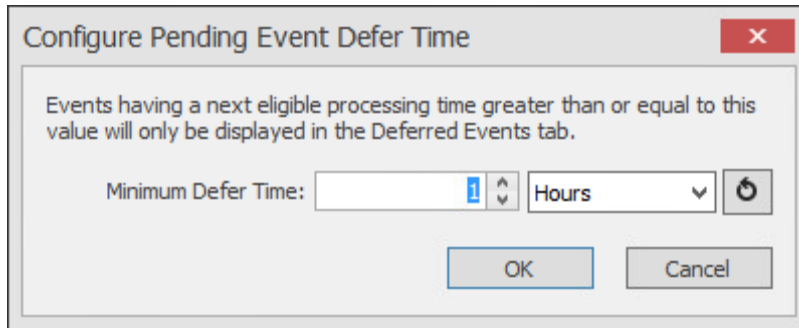 Configure Pending Event Defer Time
Events having a next eligible processing time greater than or equal to this
value will only be displayed in the Deferred Events tab.
Minimum Defer Time: 1 Hours
OK Cancel